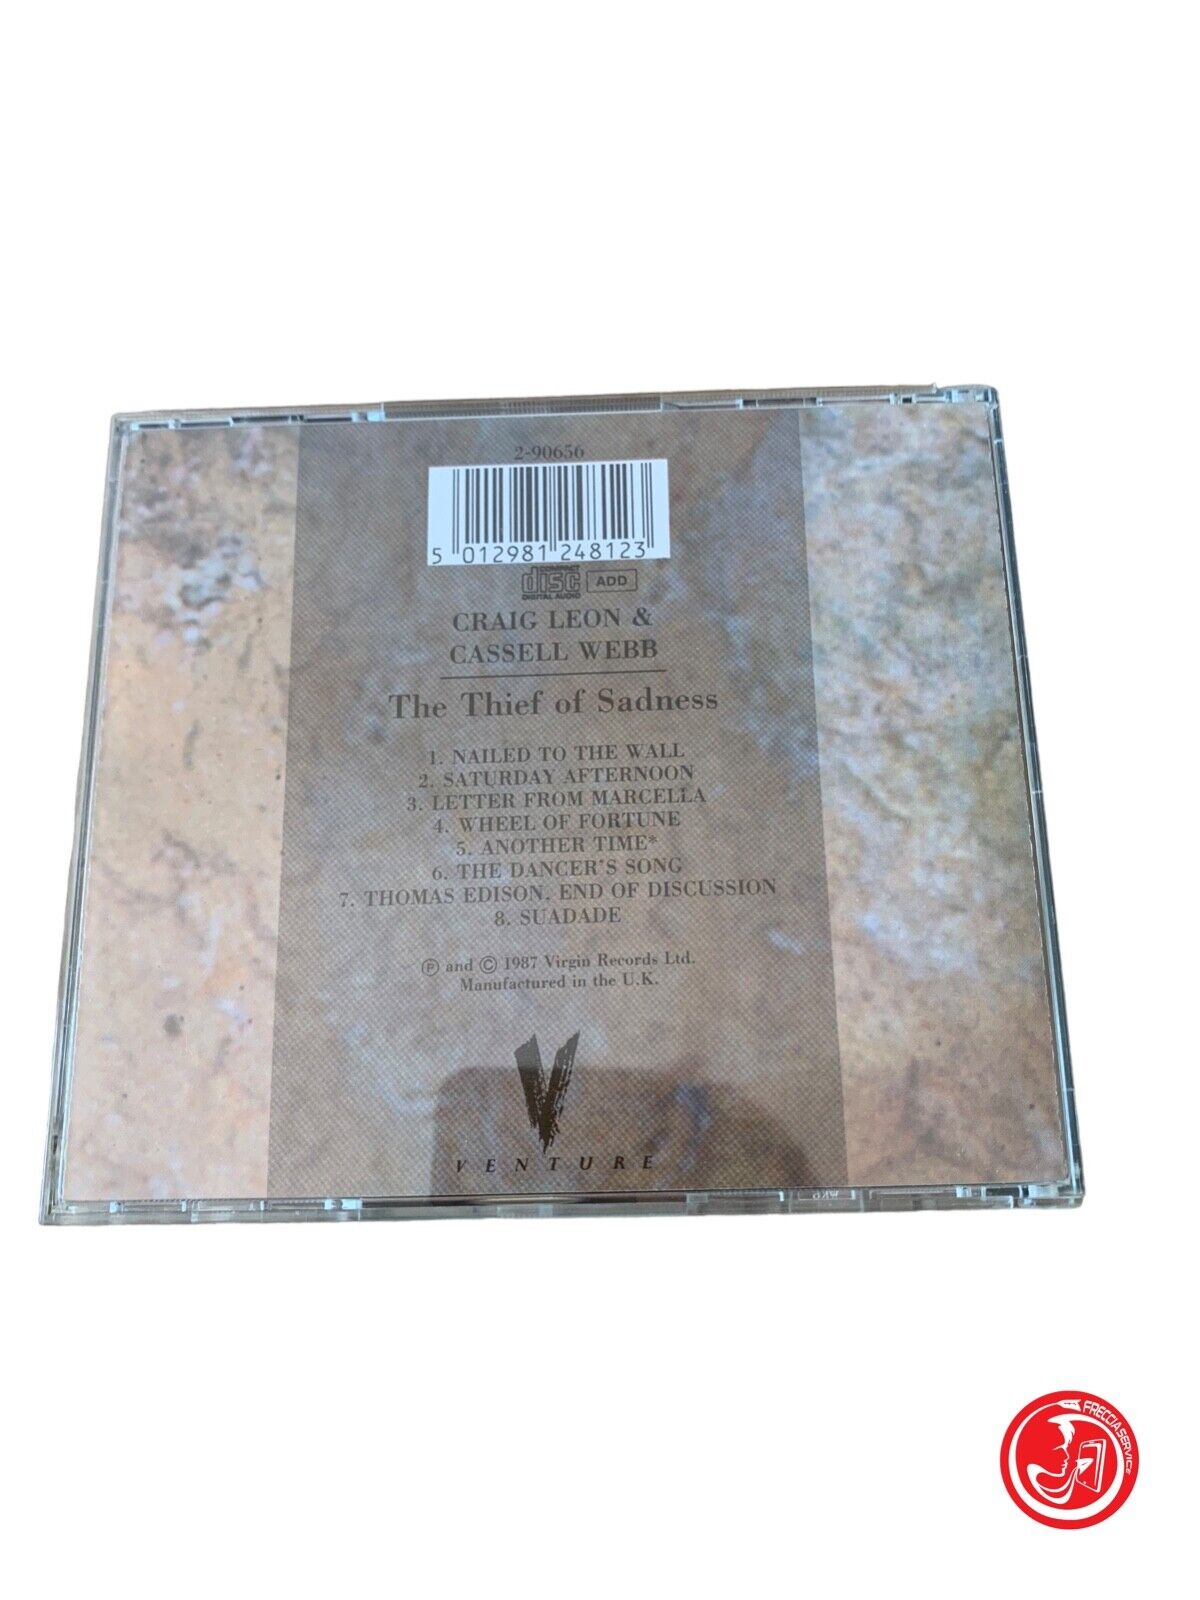 2-90656
5 012981 248123
COMPACT
disc
DIGITAL AUDIO
ADD
CRAIG LEON &
CASSELL WEBB
The Thief of Sadness
1. NAILED TO THE WALL
2. SATURDAY AFTERNOON
3. LETTER FROM MARCELLA
4. WHEEL OF FORTUNE
5. ANOTHER TIME*
6. THE DANCER'S SONG
7. THOMAS EDISON, END OF DISCUSSION
8. SUADADE
Ⓟ and © 1987 Virgin Records Ltd.
Manufactured in the U.K.
VENTURE
FRECCIA SERVICE